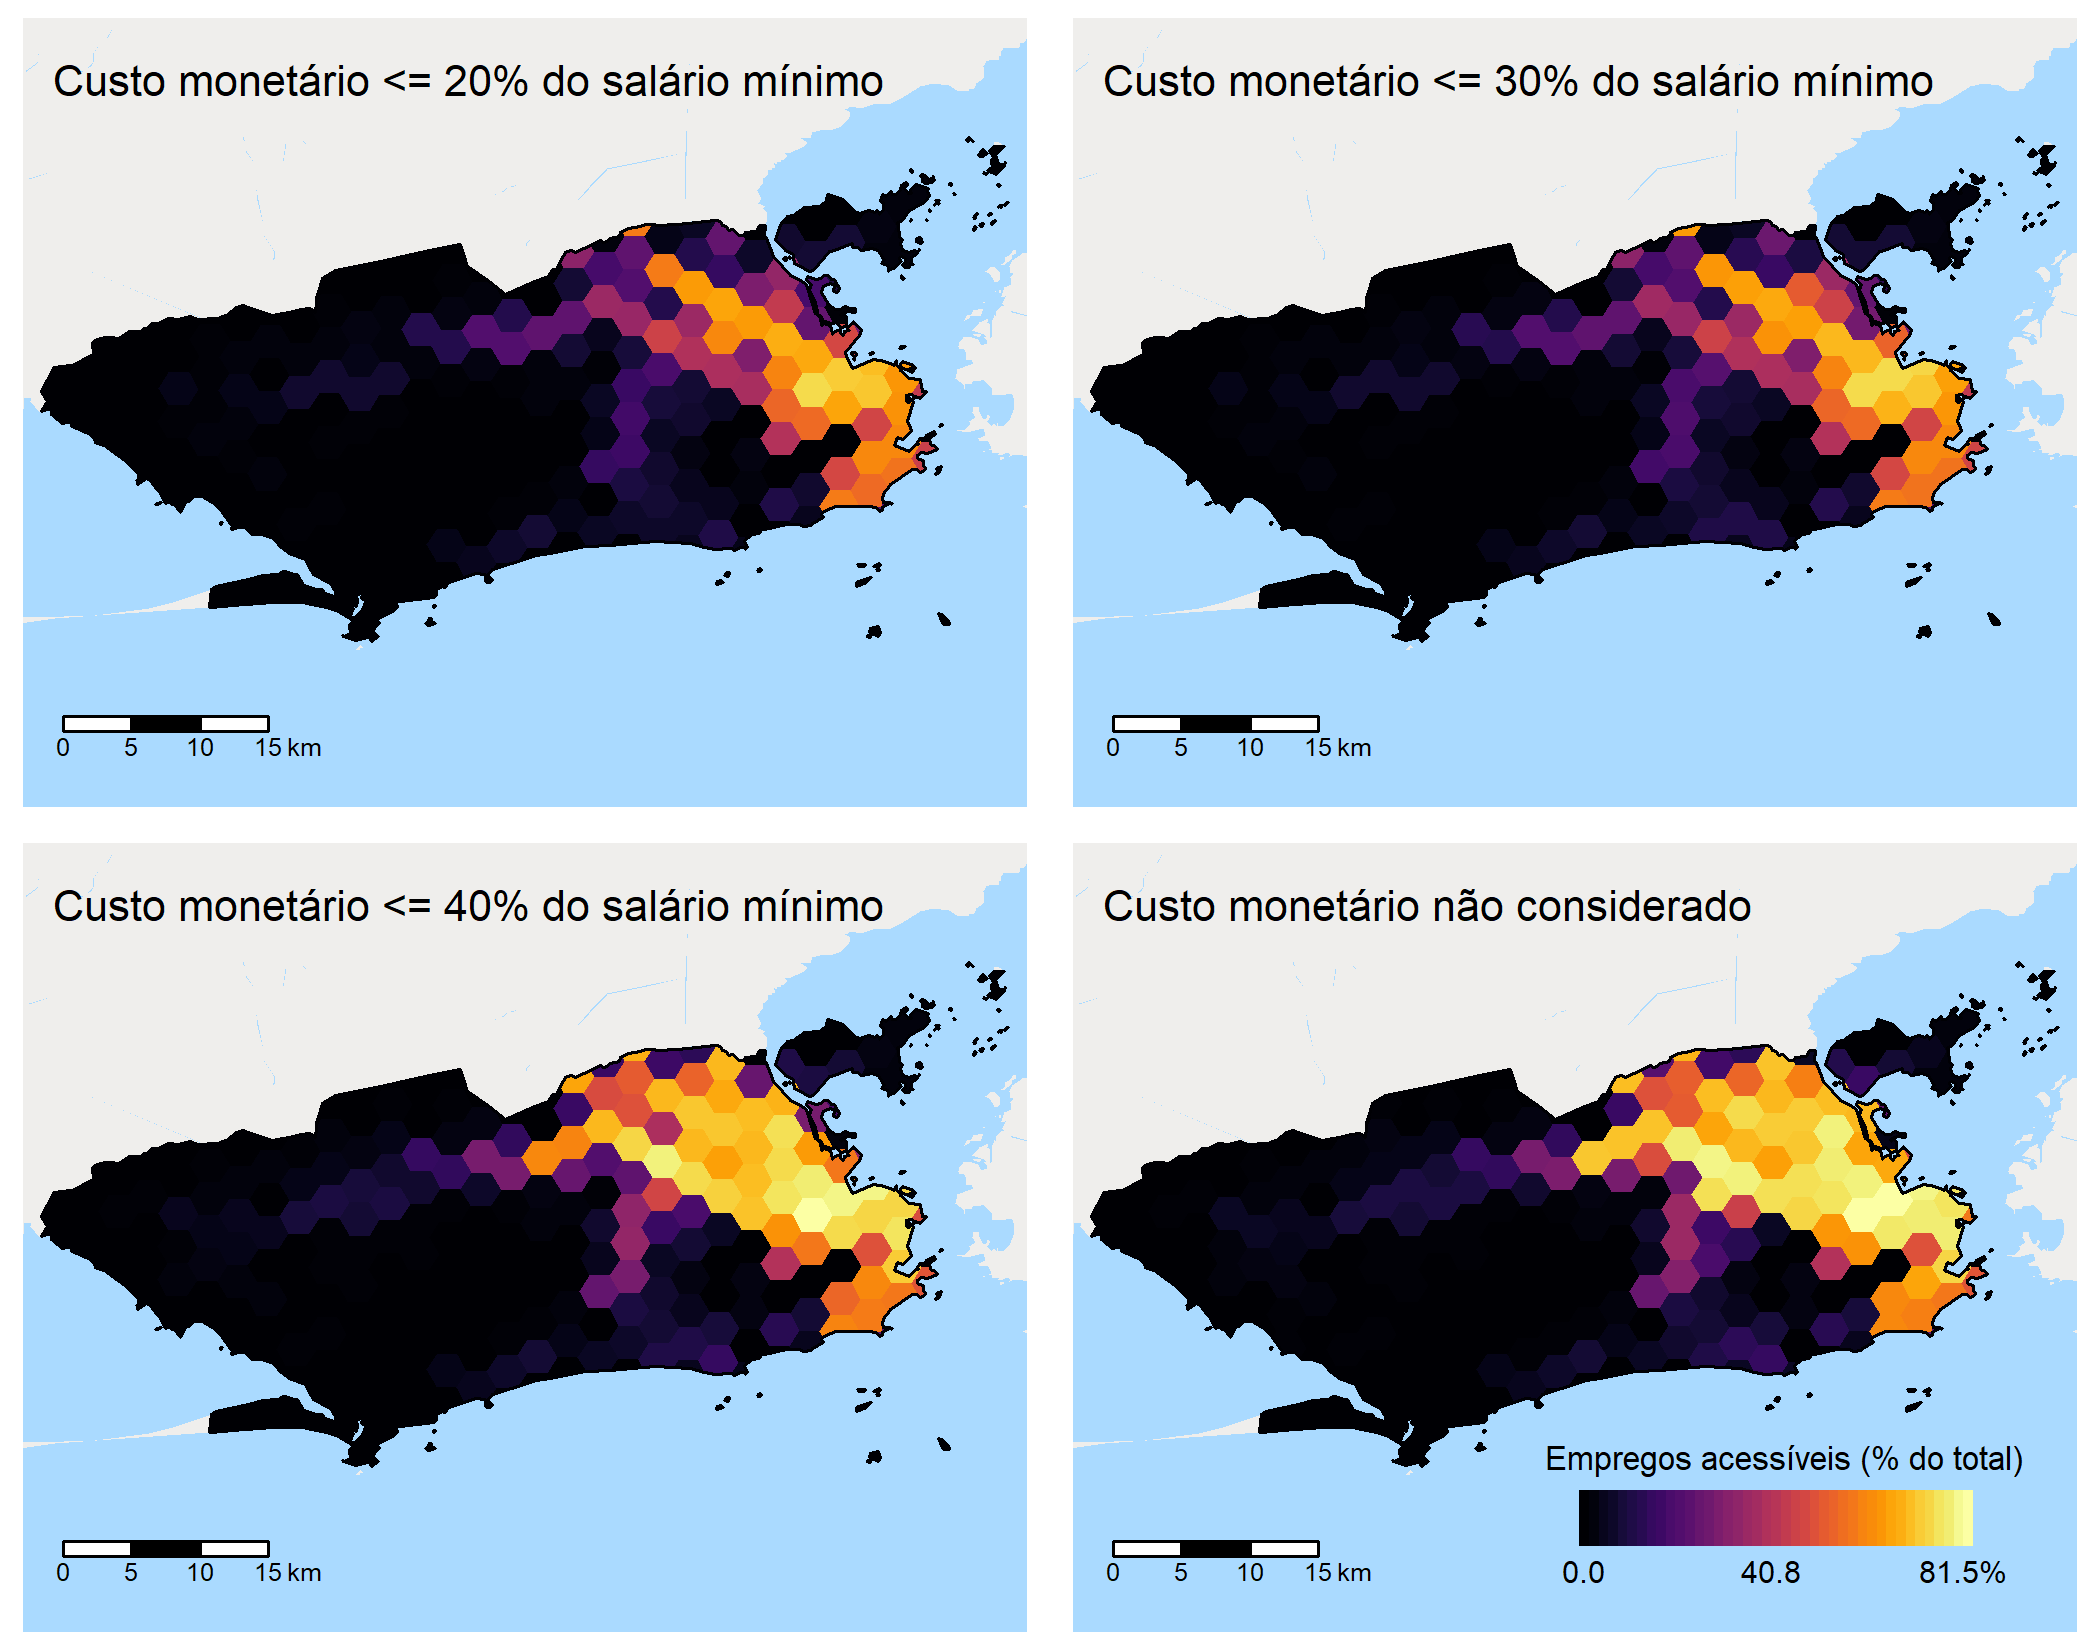 Custo monetário <= 20% do salário mínimo
0 5 10 15 km
Custo monetário <= 30% do salário mínimo
0 5 10 15 km
Custo monetário <= 40% do salário mínimo
0 5 10 15 km
Custo monetário não considerado
Empregos acessíveis (% do total)
0.0 40.8 81.5%
0 5 10 15 km